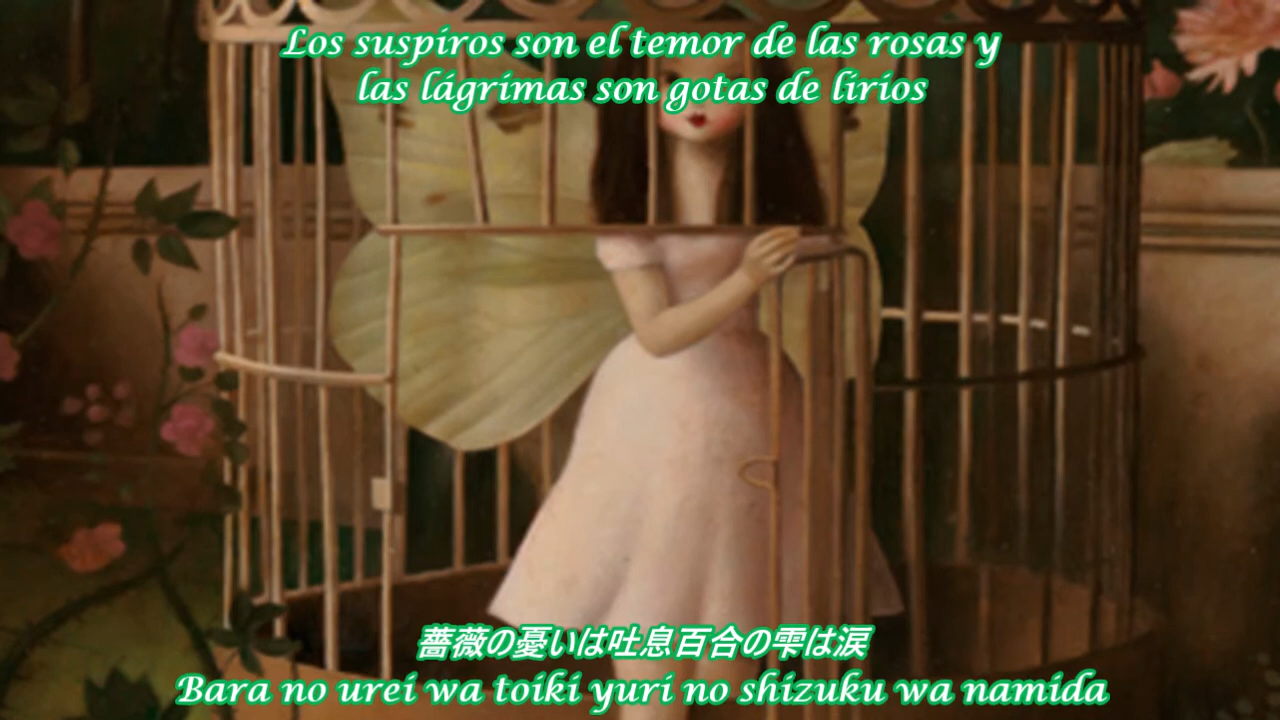 Los suspiros son el temor de las rosas y
las lágrimas son gotas de lirios
薔薇の憂いは吐息百合の雫は涙
Bara no urei wa toiki yuri no shizuku wa namida